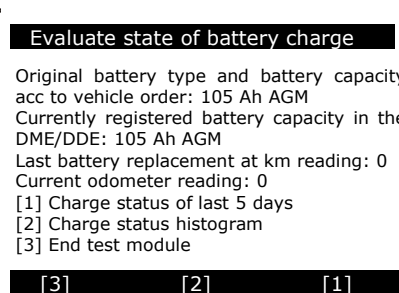 Evaluate state of battery charge
Original battery type and battery capacity
acc to vehicle order: 105 Ah AGM
Currently registered battery capacity in the
DME/DDE: 105 Ah AGM
Last battery replacement at km reading: 0
Current odometer reading: 0
[1] Charge status of last 5 days
[2] Charge status histogram
[3] End test module
[3] [2] [1]